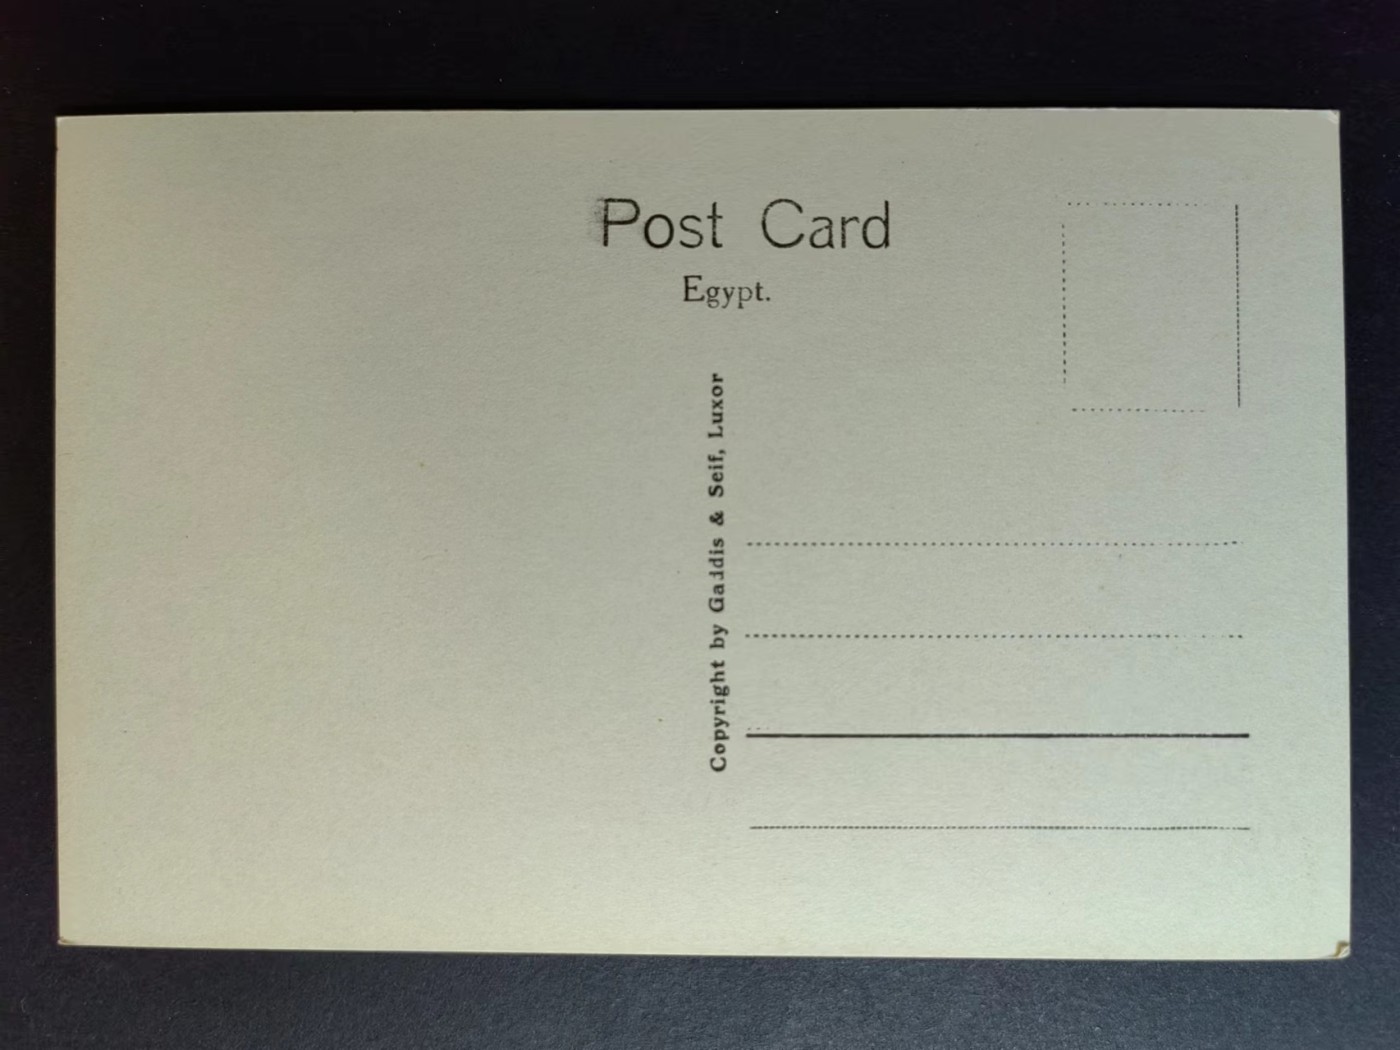 Post Card
Egypt.
Copyright by Gaddis & Seif, Luxor